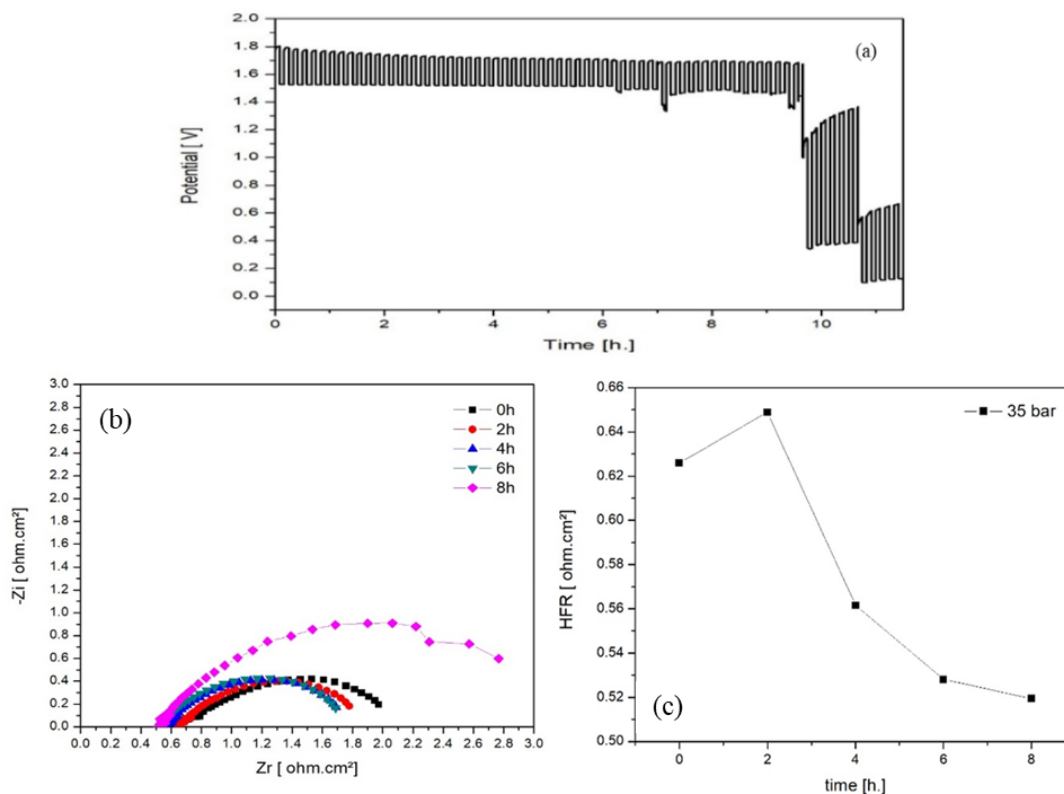 (a)
Potential [ V]
2.0
1.8
1.6
1.4
1.2
1.0
0.8
0.6
0.4
0.2
0.0
0 2 4 6 8 10
Time [h.]
(b)
-Zi [ ohm.cm²]
3.0
2.8
2.6
2.4
2.2
2.0
1.8
1.6
1.4
1.2
1.0
0.8
0.6
0.4
0.2
0.0
0h
2h
4h
6h
8h
0.0 0.2 0.4 0.6 0.8 1.0 1.2 1.4 1.6 1.8 2.0 2.2 2.4 2.6 2.8 3.0
Zr [ ohm.cm²]
HFR [ ohm.cm²]
0.66
0.64
0.62
0.60
0.58
0.56
0.54
0.52
0.50
35 bar
(c)
0 2 4 6 8
time [h.]